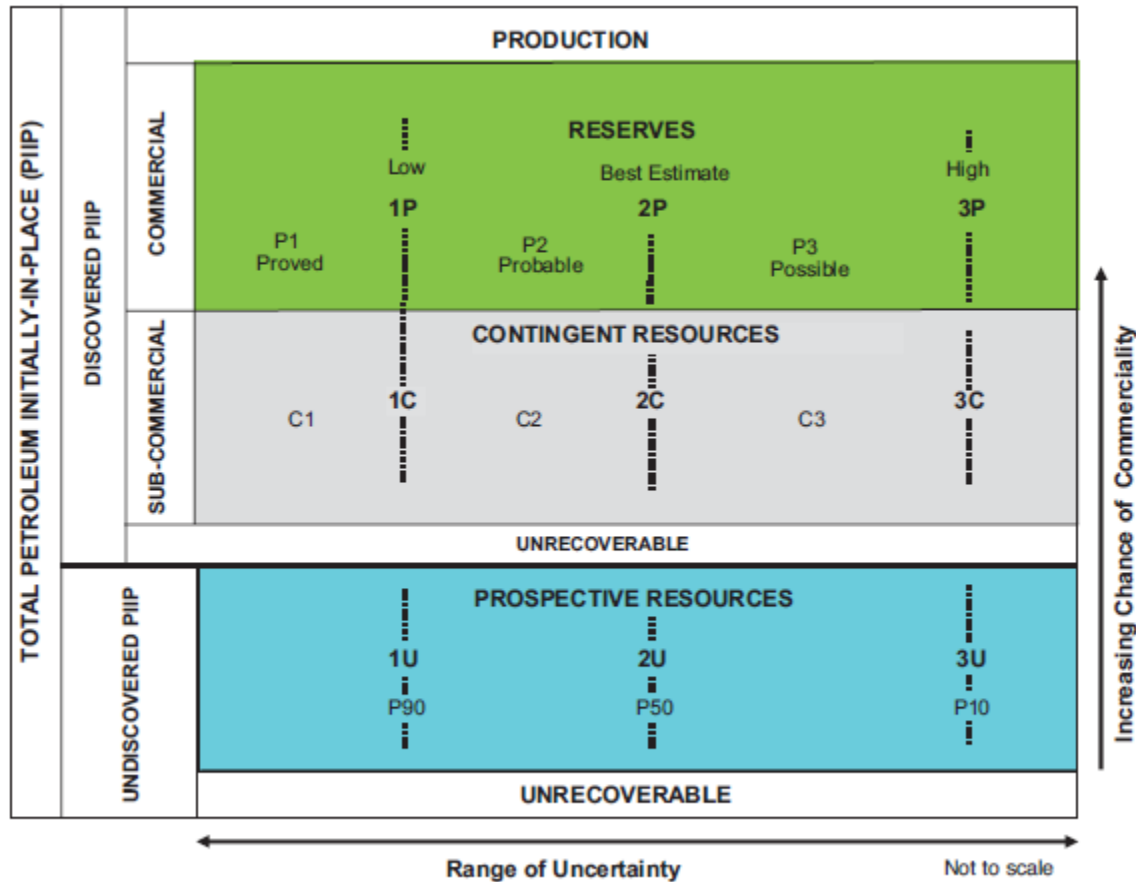 TOTAL PETROLEUM INITIALLY-IN-PLACE (PIIP)
DISCOVERED PIIP
UNDISCOVERED PIIP
COMMERCIAL
SUB-COMMERCIAL
PRODUCTION
RESERVES
Low
Best Estimate
High
1P
2P
3P
P1
Proved
P2
Probable
P3
Possible
CONTINGENT RESOURCES
1C
2C
3C
C1
C2
C3
UNRECOVERABLE
PROSPECTIVE RESOURCES
1U
2U
3U
P90
P50
P10
UNRECOVERABLE
Range of Uncertainty
Not to scale
Increasing Chance of Commerciality